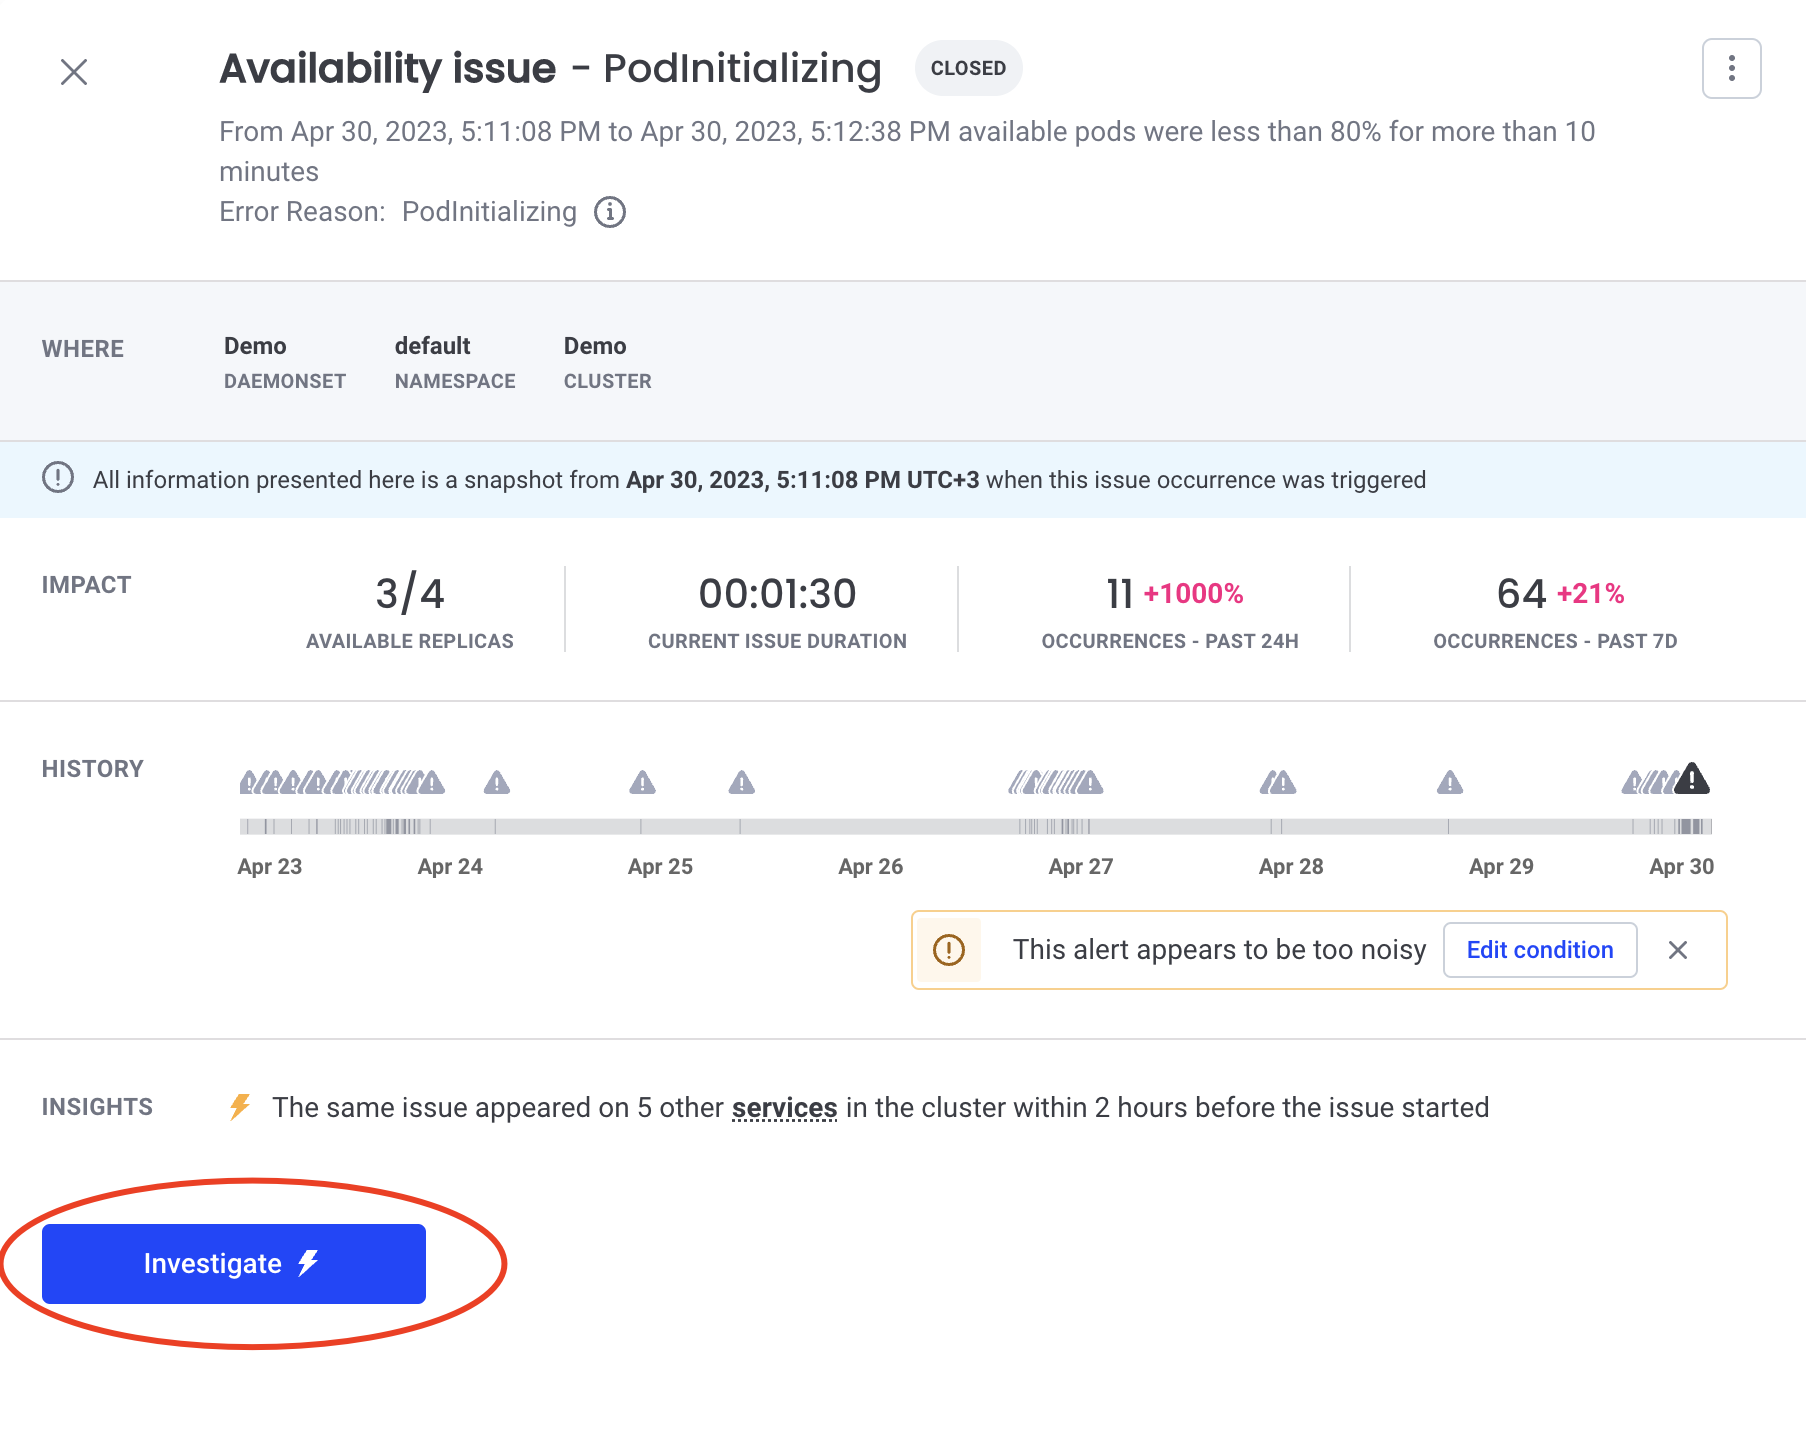 Availability issue - PodInitializing CLOSED
From Apr 30, 2023, 5:11:08 PM to Apr 30, 2023, 5:12:38 PM available pods were less than 80% for more than 10
minutes
Error Reason: PodInitializing
WHERE
Demo default Demo
DAEMONSET NAMESPACE CLUSTER
All information presented here is a snapshot from Apr 30, 2023, 5:11:08 PM UTC+3 when this issue occurrence was triggered
IMPACT
3/4 00:01:30 11 +1000% 64 +21%
AVAILABLE REPLICAS CURRENT ISSUE DURATION OCCURRENCES - PAST 24H OCCURRENCES - PAST 7D
HISTORY
Apr 23 Apr 24 Apr 25 Apr 26 Apr 27 Apr 28 Apr 29 Apr 30
This alert appears to be too noisy Edit condition
INSIGHTS The same issue appeared on 5 other services in the cluster within 2 hours before the issue started
Investigate